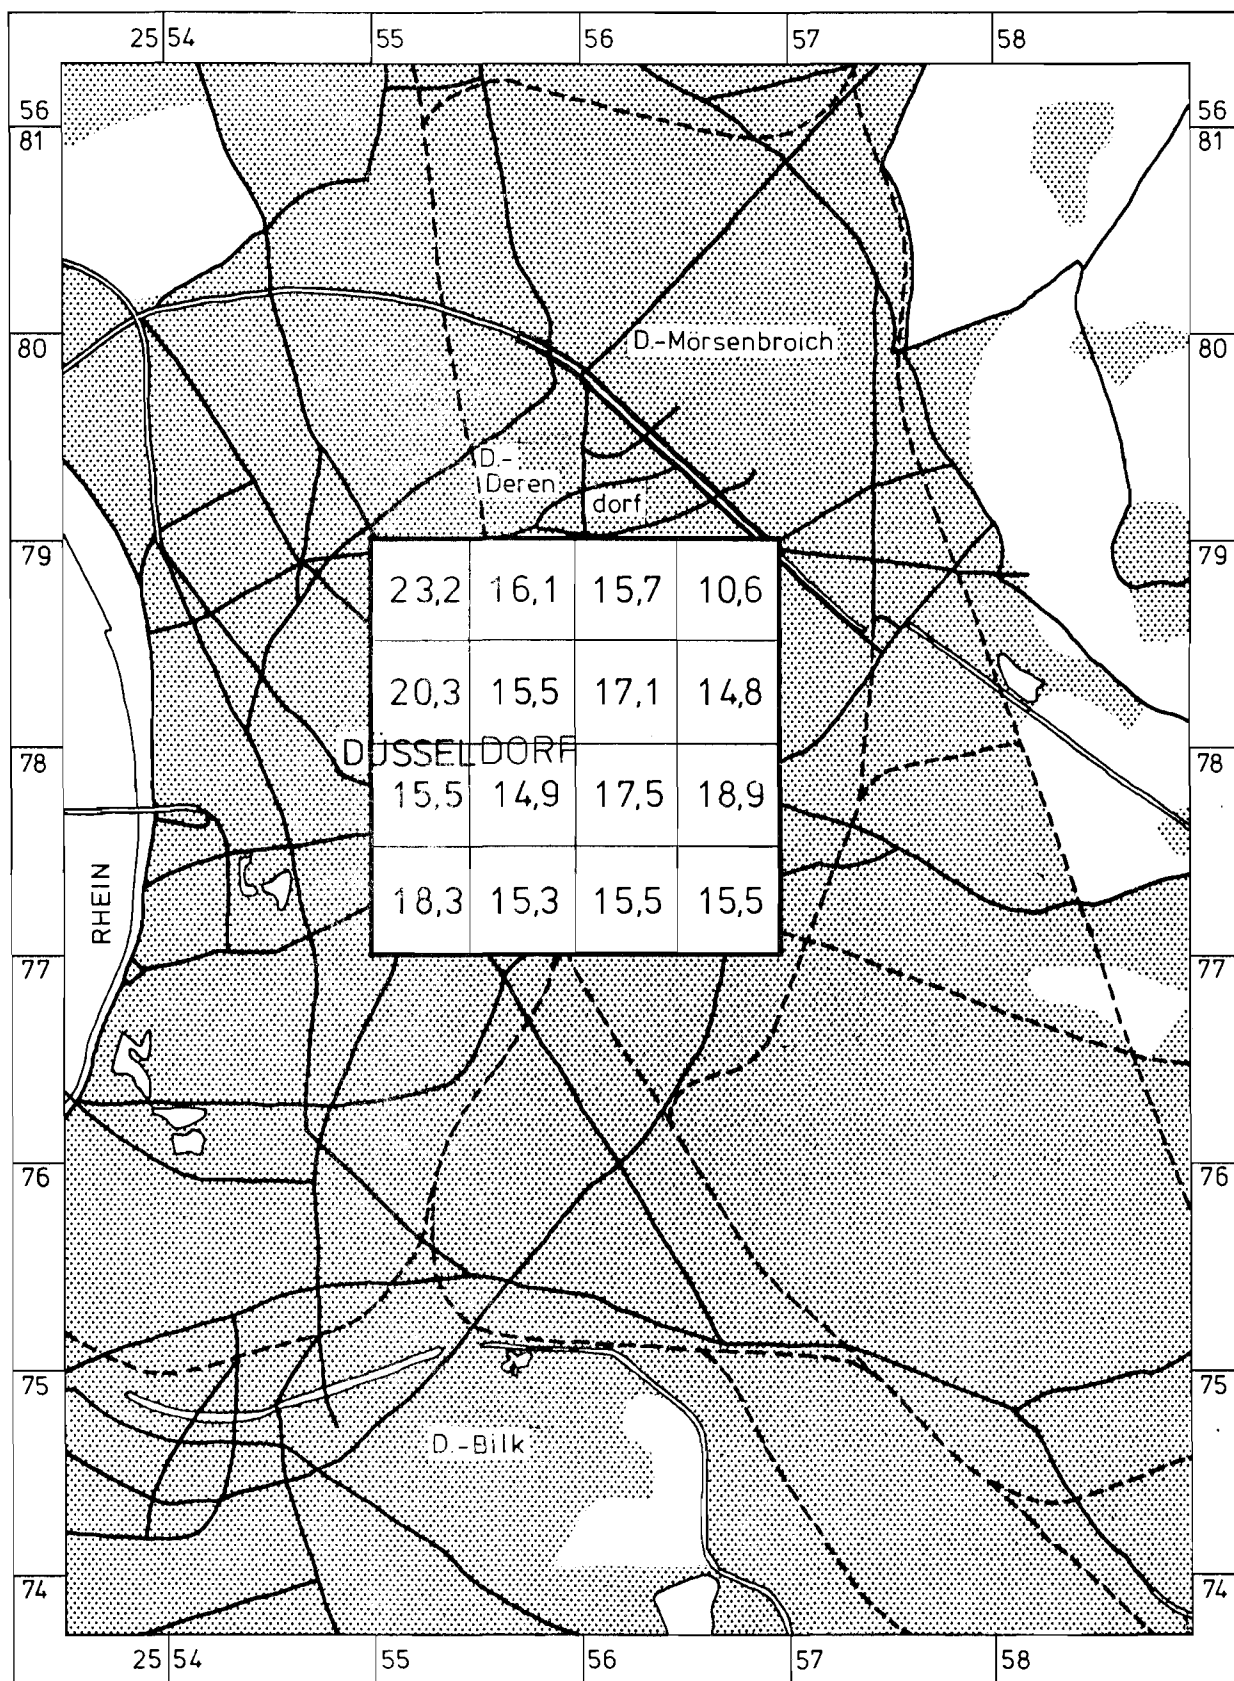 25 54 55 56 57 58
56 56
81 81
80 D.-Mörsenbroich 80
D.-
Deren
dorf
79 79
23,2 16,1 15,7 10,6
20,3 15,5 17,1 14,8
78 DÜSSELDORF 78
15,5 14,9 17,5 18,9
RHEIN
18,3 15,3 15,5 15,5
77 77
76 76
75 75
D.-Bilk
74 74
25 54 55 56 57 58